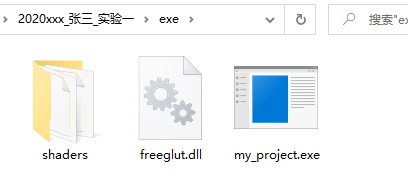 2020xxx_张三_实验一 > exe
搜索"e
shaders
freeglut.dll
my_project.exe